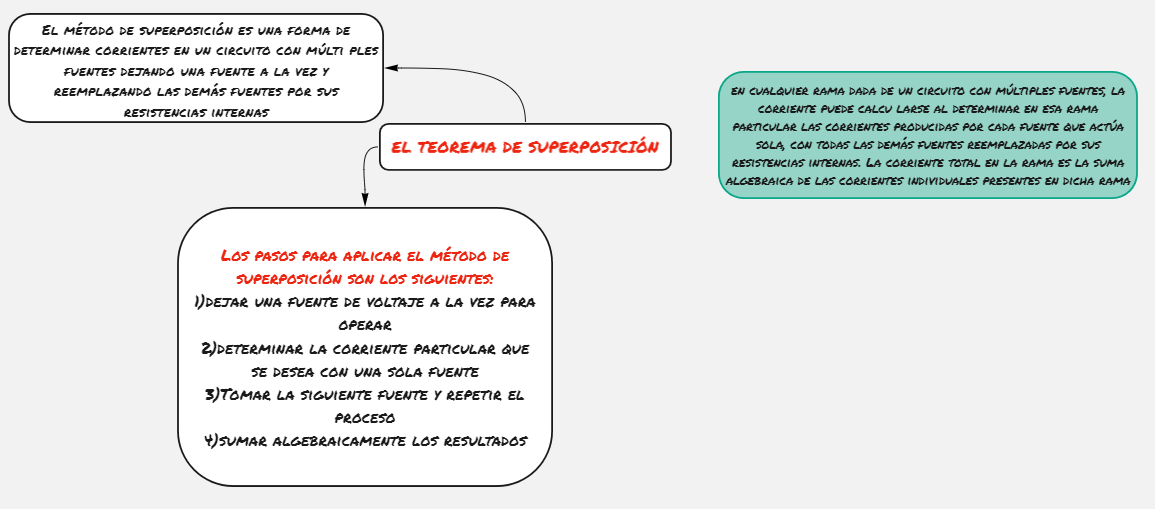 El método de superposición es una forma de
determinar corrientes en un circuito con múlti ples
fuentes dejando una fuente a la vez y
reemplazando las demás fuentes por sus
resistencias internas
EL TEOREMA DE SUPERPOSICIÓN
en cualquier rama dada de un circuito con múltiples fuentes, la
corriente puede calcu larse al determinar en esa rama
particular las corrientes producidas por cada fuente que actúa
sola, con todas las demás fuentes reemplazadas por sus
resistencias internas. La corriente total en la rama es la suma
algebraica de las corrientes individuales presentes en dicha rama
Los pasos para aplicar el método de
superposición son los siguientes:
1)dejar una fuente de voltaje a la vez para
operar
2)determinar la corriente particular que
se desea con una sola fuente
3)Tomar la siguiente fuente y repetir el
proceso
4)sumar algebraicamente los resultados